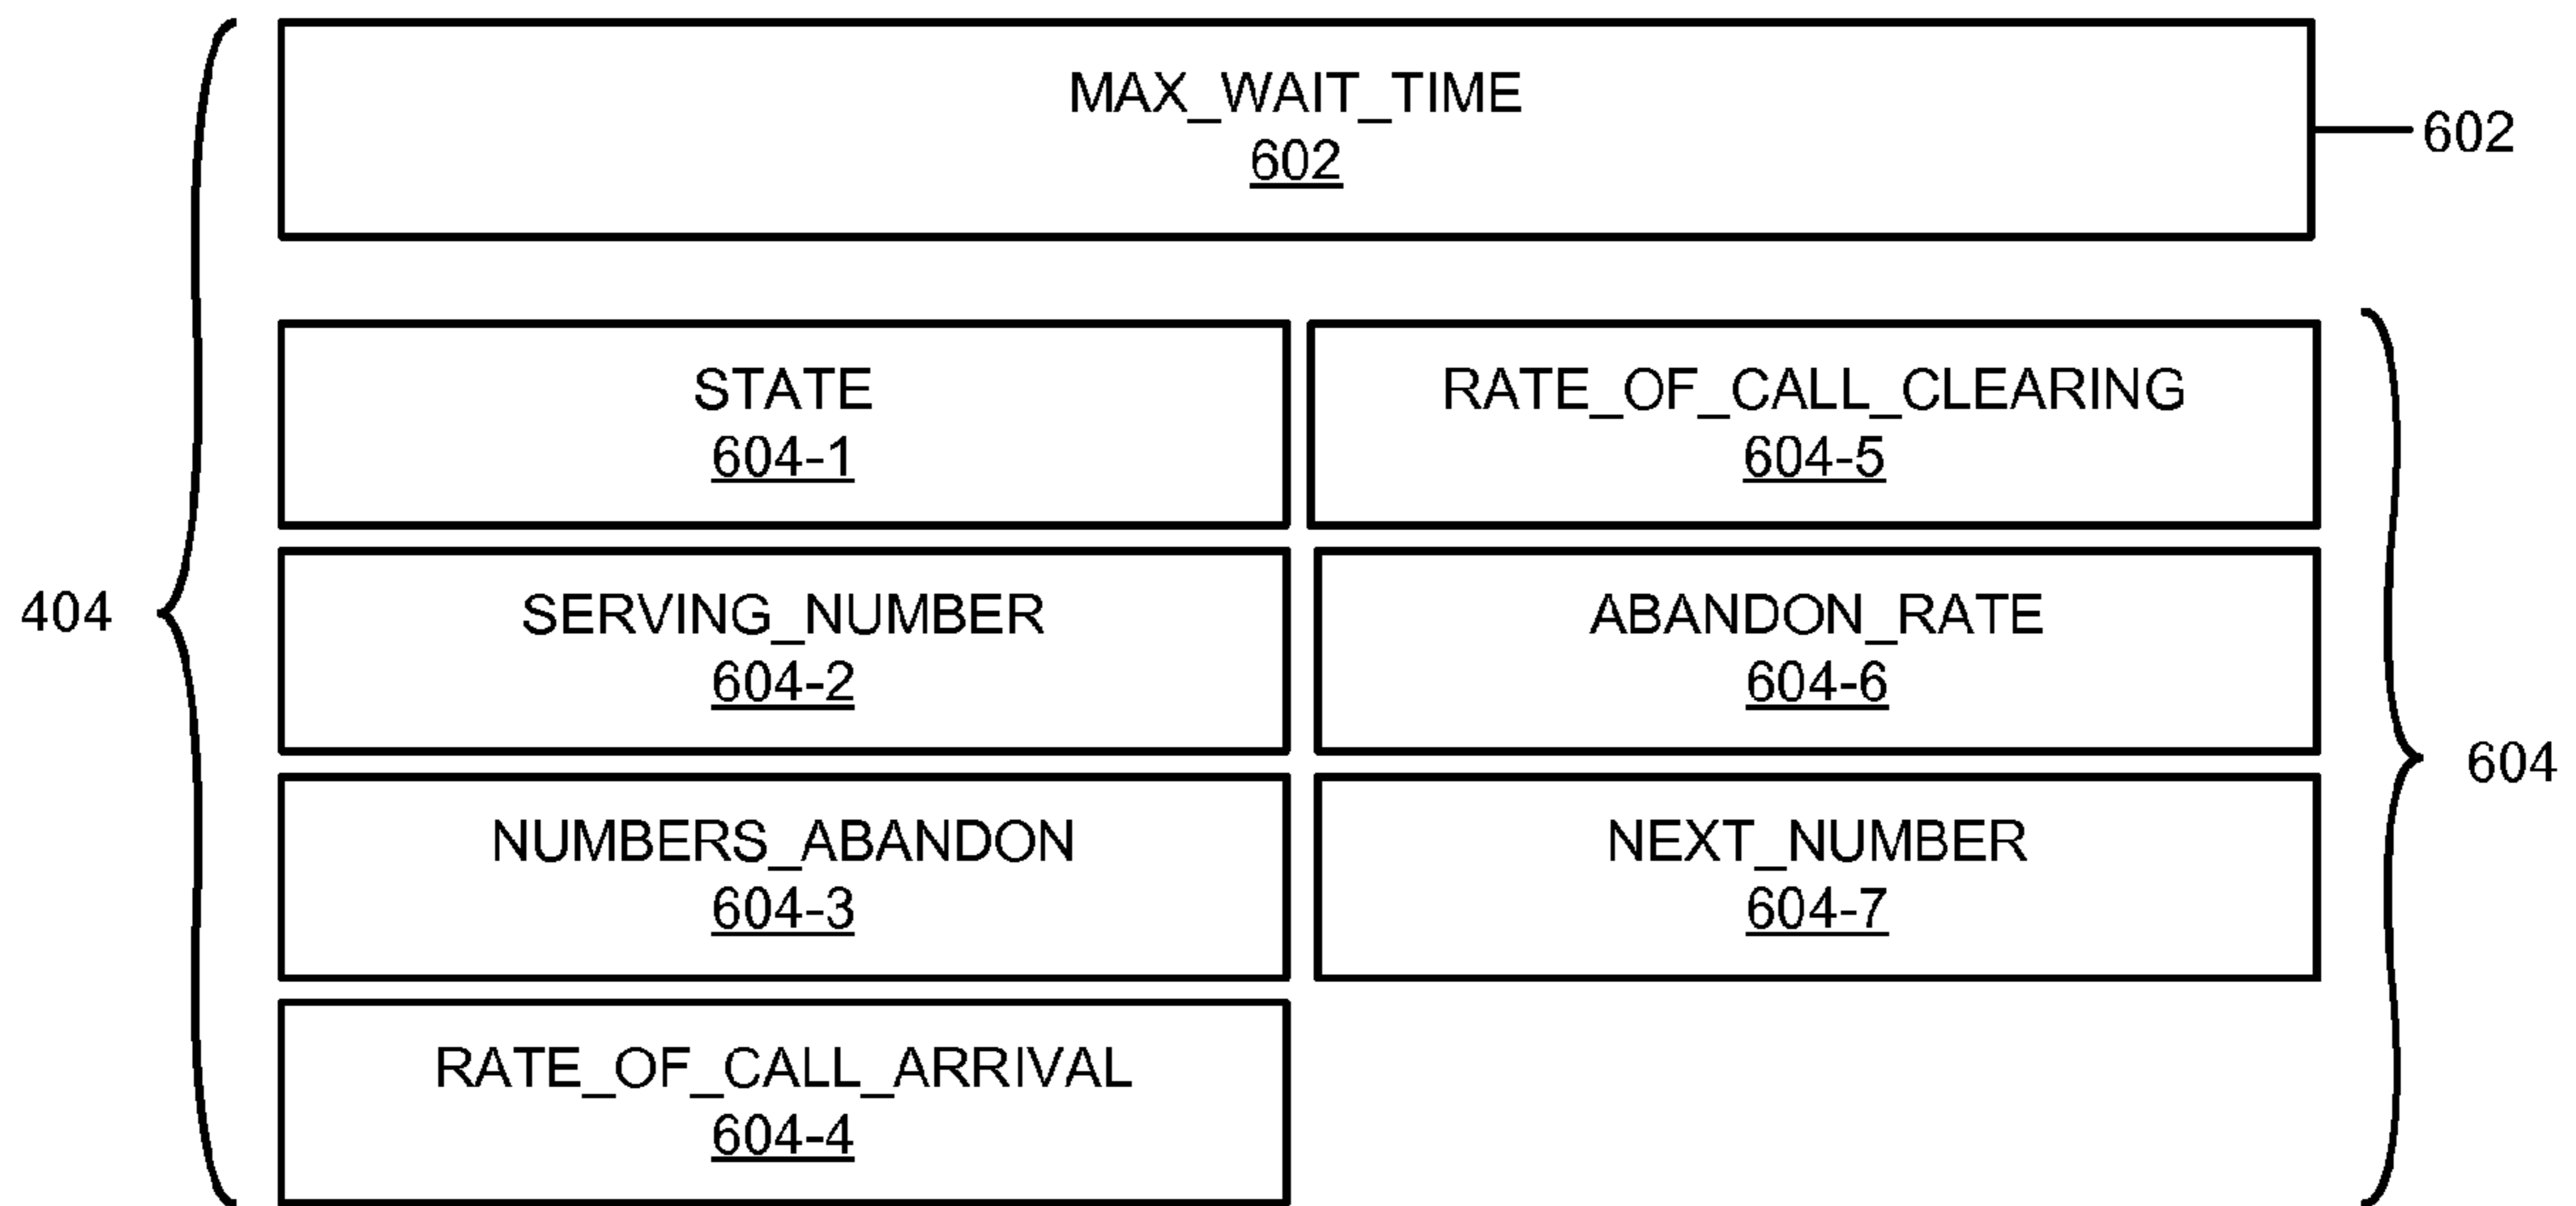 MAX_WAIT_TIME
602
602
STATE
604-1
RATE_OF_CALL_CLEARING
604-5
SERVING_NUMBER
604-2
ABANDON_RATE
604-6
404
NUMBERS_ABANDON
604-3
NEXT_NUMBER
604-7
604
RATE_OF_CALL_ARRIVAL
604-4